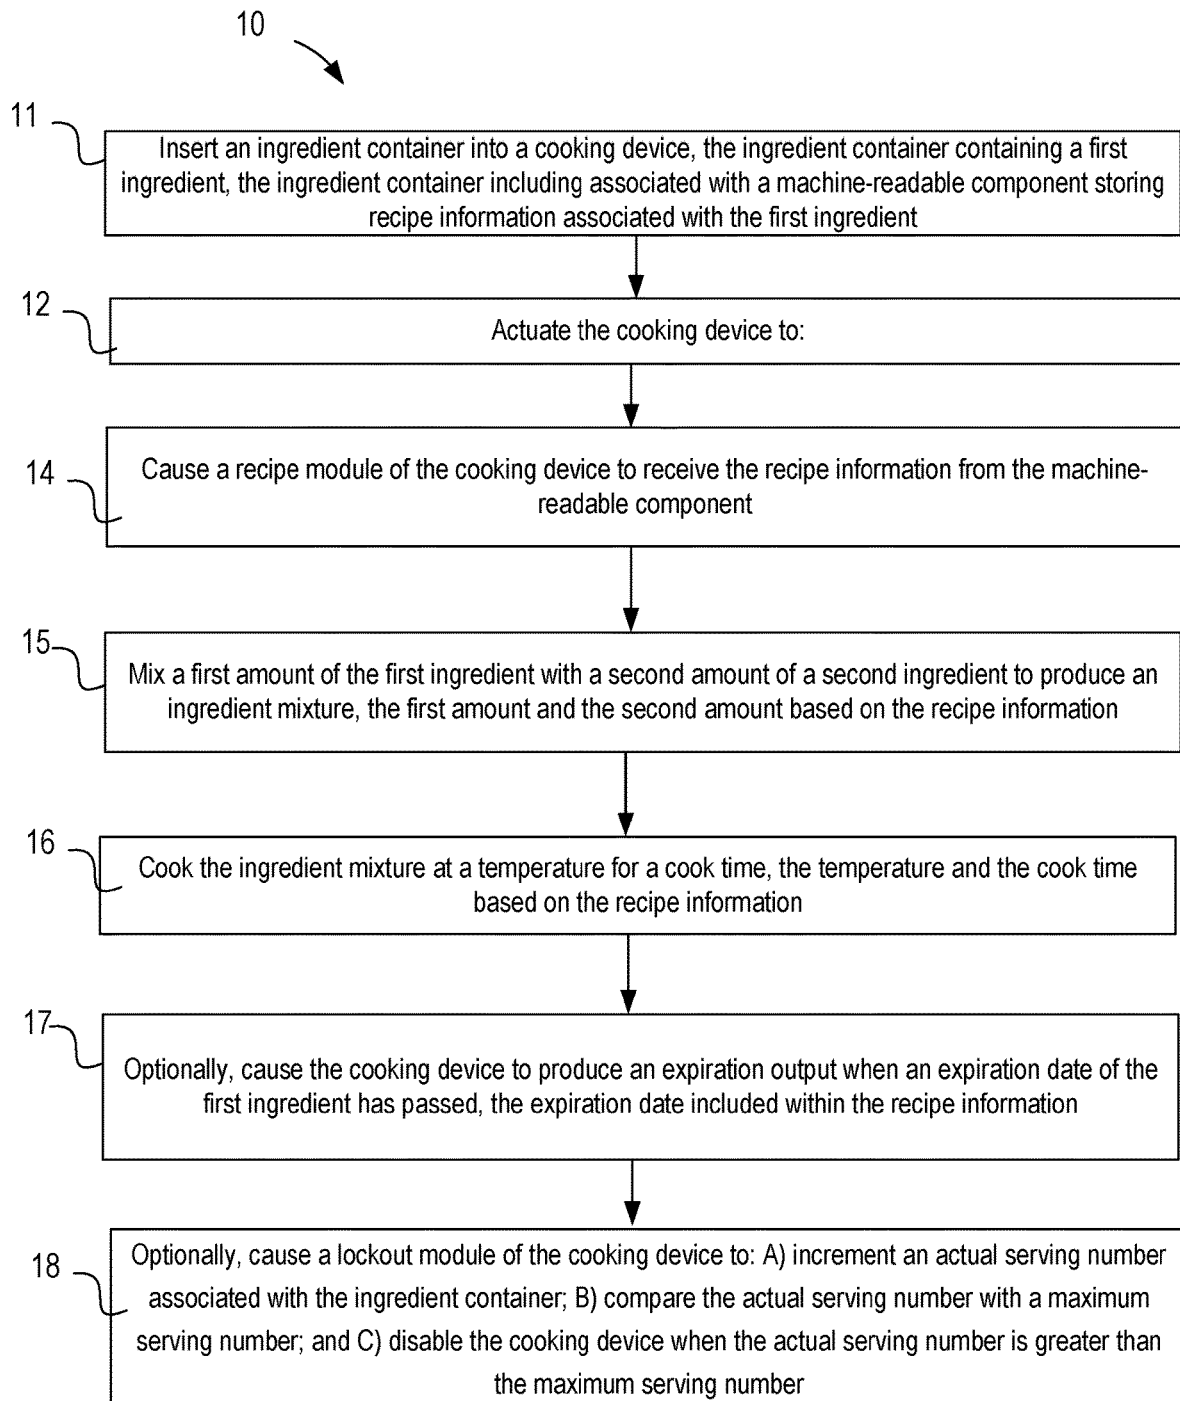 10
11
Insert an ingredient container into a cooking device, the ingredient container containing a first
ingredient, the ingredient container including associated with a machine-readable component storing
recipe information associated with the first ingredient
12
Actuate the cooking device to:
14
Cause a recipe module of the cooking device to receive the recipe information from the machine-
readable component
15
Mix a first amount of the first ingredient with a second amount of a second ingredient to produce an
ingredient mixture, the first amount and the second amount based on the recipe information
16
Cook the ingredient mixture at a temperature for a cook time, the temperature and the cook time
based on the recipe information
17
Optionally, cause the cooking device to produce an expiration output when an expiration date of the
first ingredient has passed, the expiration date included within the recipe information
18
Optionally, cause a lockout module of the cooking device to: A) increment an actual serving number
associated with the ingredient container; B) compare the actual serving number with a maximum
serving number; and C) disable the cooking device when the actual serving number is greater than
the maximum serving number